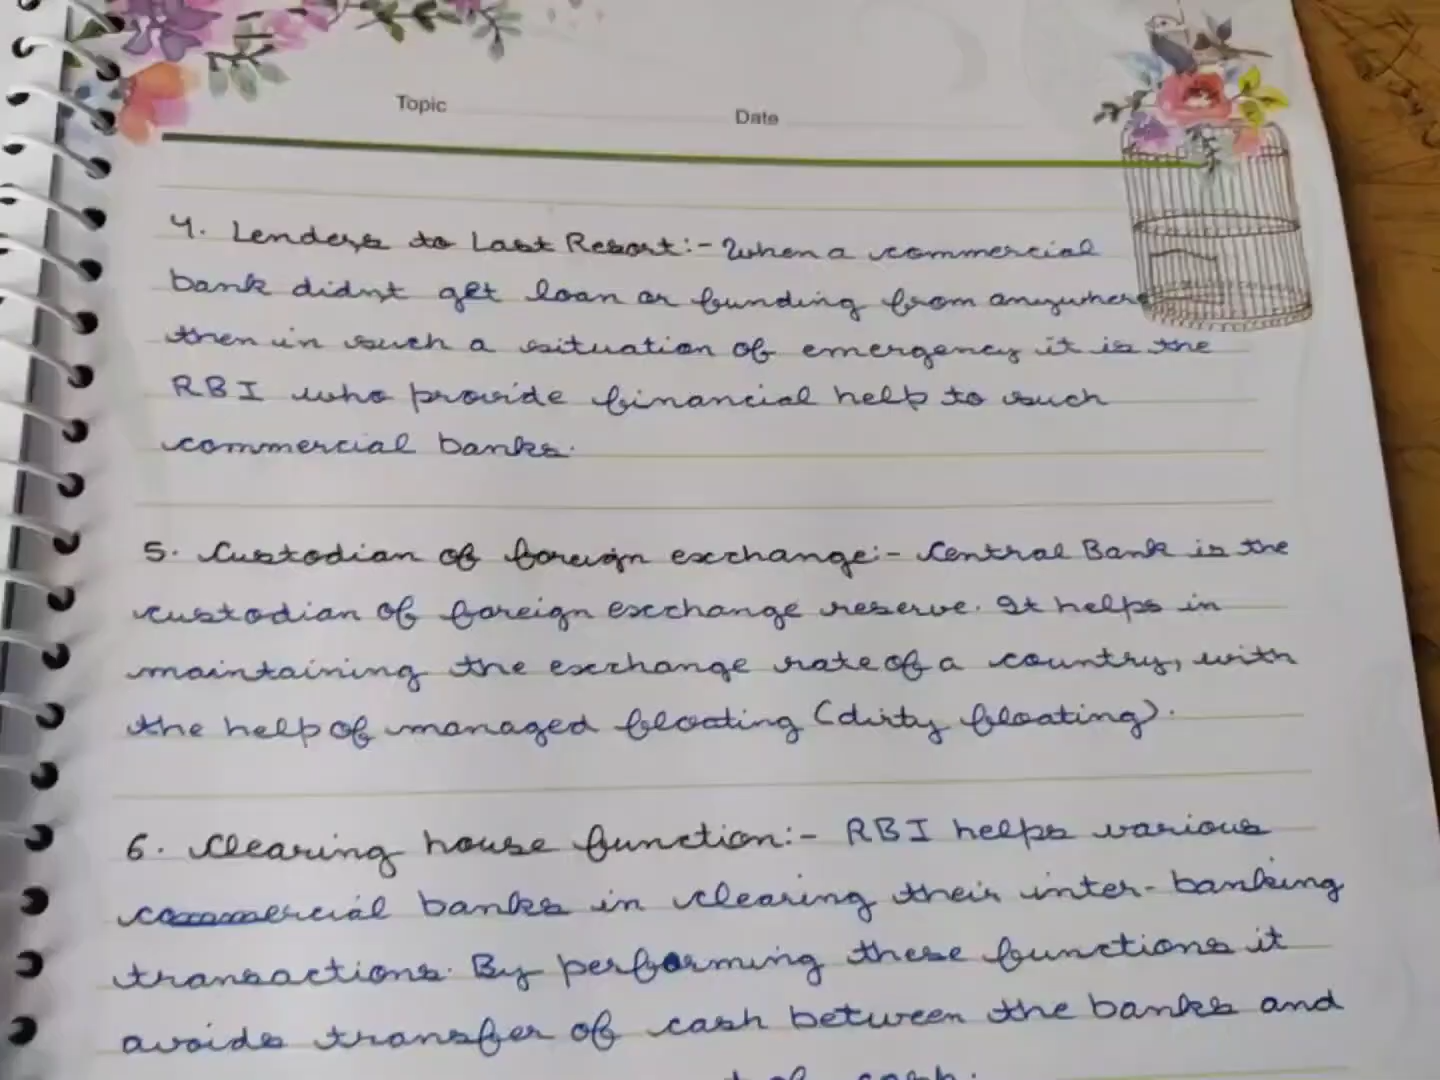 Topic
Date
4. Lenders to Last Resort:- When a commercial
bank didnt get loan or funding from anywhere
then in such a situation of emergency it is the
RBI who provide financial help to such
commercial banks.
5. Custodian of foreign exchange:- Central Bank is the
custodian of foreign exchange reserve. It helps in
maintaining the exchange rate of a country, with
the help of managed floating (dirty floating).
6. Clearing house function:- RBI helps various
commercial banks in clearing their inter-banking
transactions. By performing these functions it
avoids transfer of cash between the banks and
of cash.